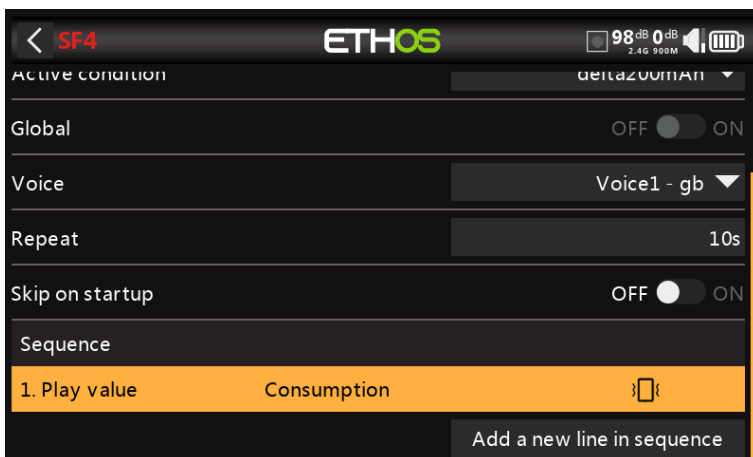 SF4 ETHOS 98dB 0dB
2.4G 900M
Active condition delta200mAh
Global OFF ON
Voice Voice1 - gb
Repeat 10s
Skip on startup OFF ON
Sequence
1. Play value Consumption
Add a new line in sequence